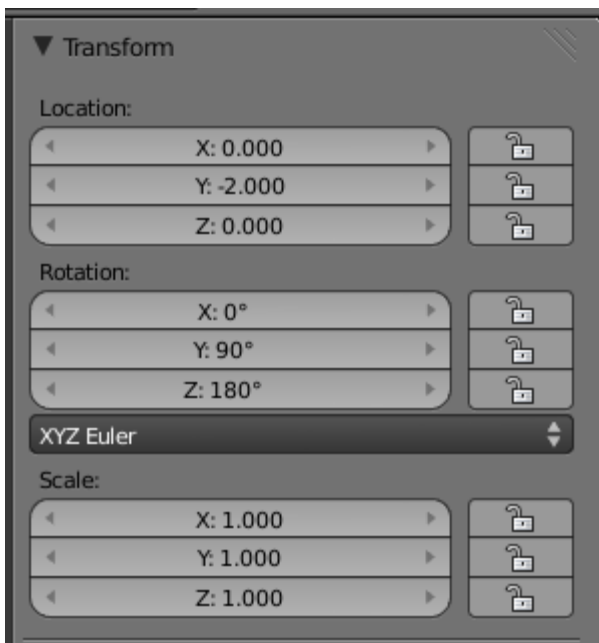 Transform
Location:
X: 0.000
Y: -2.000
Z: 0.000
Rotation:
X: 0°
Y: 90°
Z: 180°
XYZ Euler
Scale:
X: 1.000
Y: 1.000
Z: 1.000